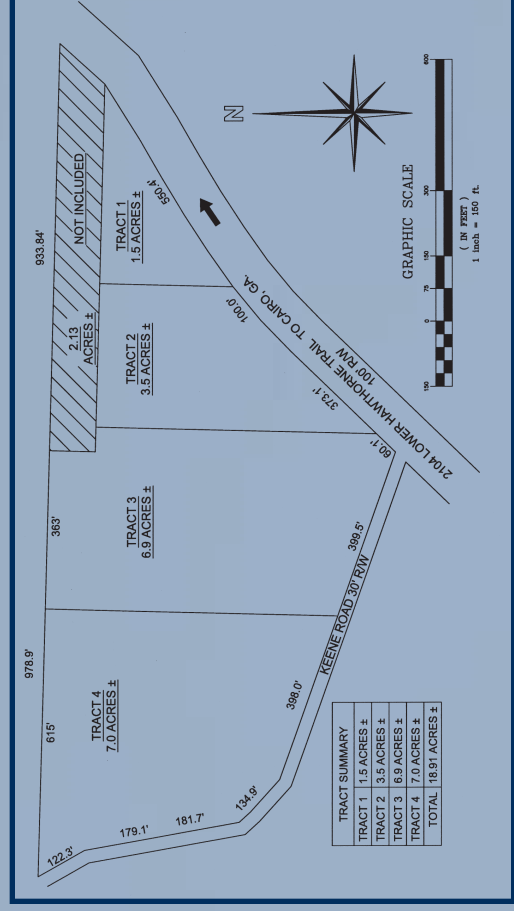 933.84'
NOT INCLUDED
2.13
ACRES ±
TRACT 1
1.5 ACRES ±
550.4'
100.0'
TRACT 2
3.5 ACRES ±
373.1'
60.1'
2104 LOWER HAWTHORNE TRAIL TO CAIRO, GA.
100' R/W
978.9'
363'
TRACT 3
6.9 ACRES ±
399.5'
KEENE ROAD 30' R/W
615'
TRACT 4
7.0 ACRES ±
398.0'
134.9'
181.7'
179.1'
122.3'
N
GRAPHIC SCALE
150 0 75 150 300 600
( IN FEET )
1 inch = 150 ft.
TRACT SUMMARY
TRACT 1 1.5 ACRES ±
TRACT 2 3.5 ACRES ±
TRACT 3 6.9 ACRES ±
TRACT 4 7.0 ACRES ±
TOTAL 18.91 ACRES ±